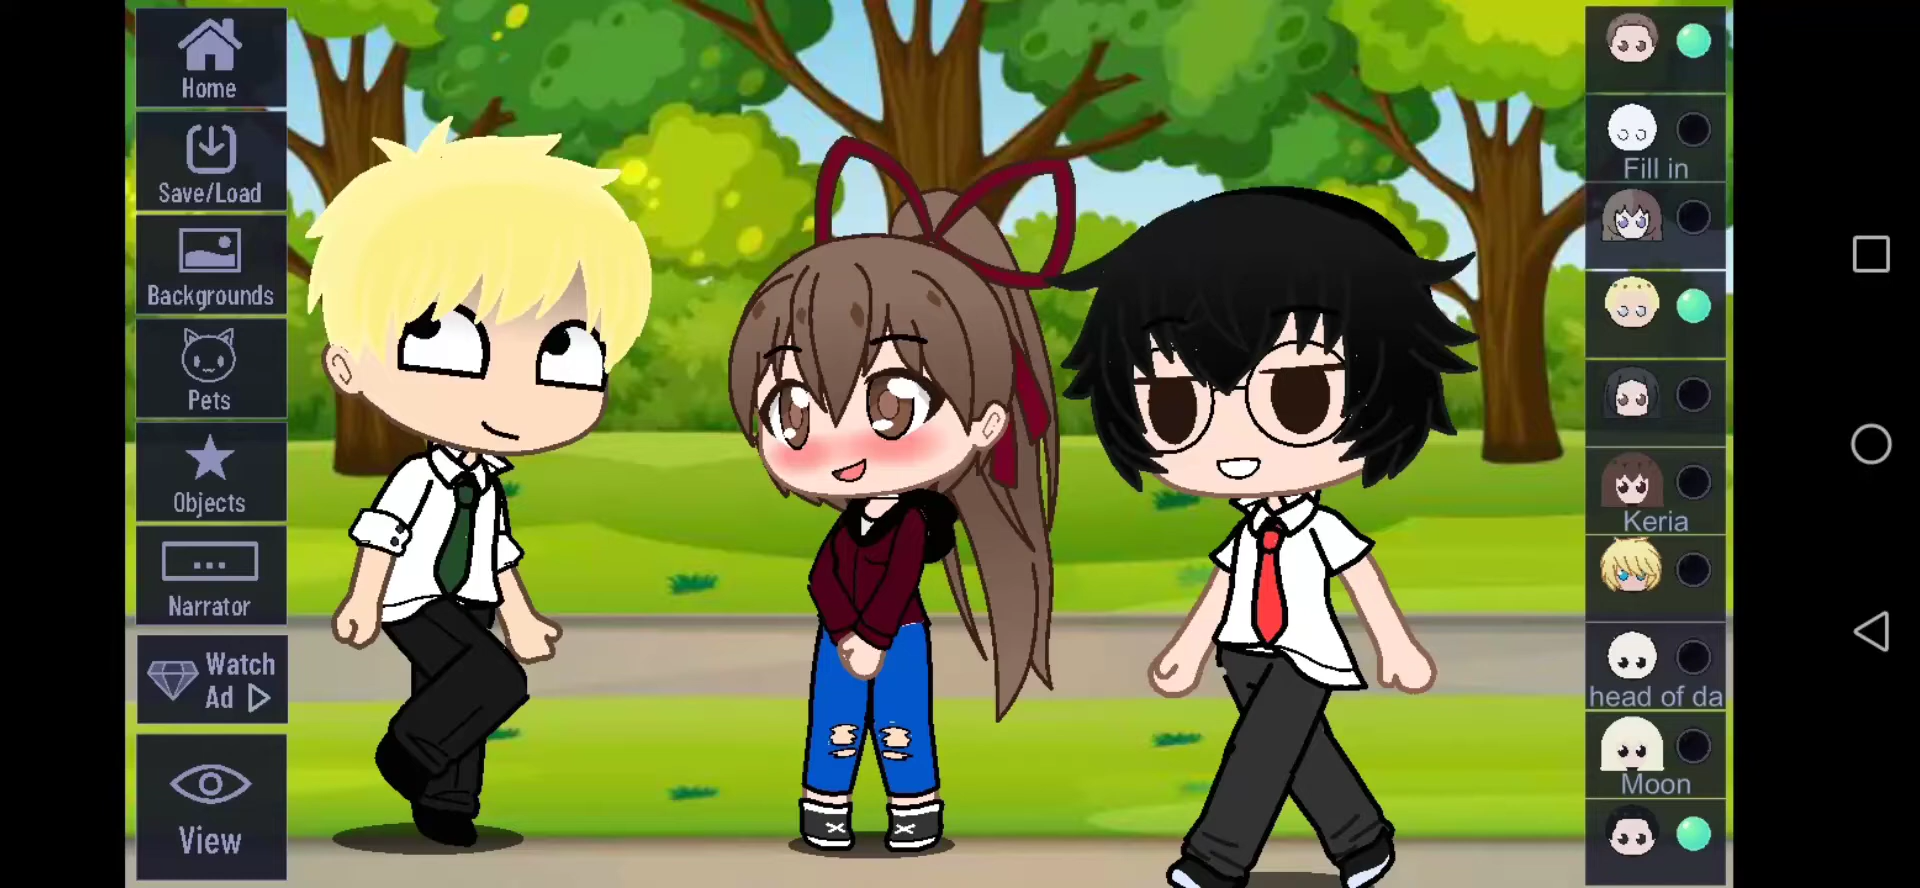 Home
Save/Load
Backgrounds
Pets
Objects
...
Narrator
Watch
Ad
View
Fill in
Keria
head of da
Moon